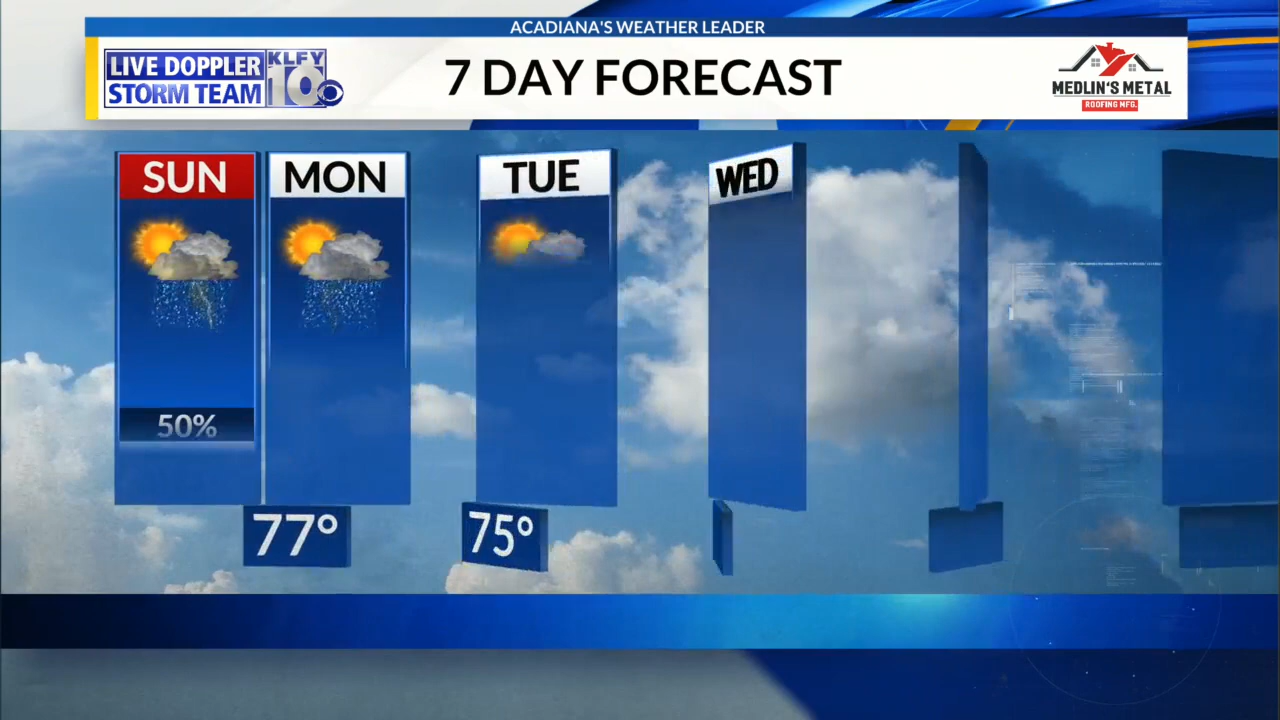 ACADIANA'S WEATHER LEADER
LIVE DOPPLER
STORM TEAM
KLFY
10
7 DAY FORECAST
MEDLIN'S METAL
ROOFING MFG.
SUN
MON
TUE
WED
50%
77°
75°